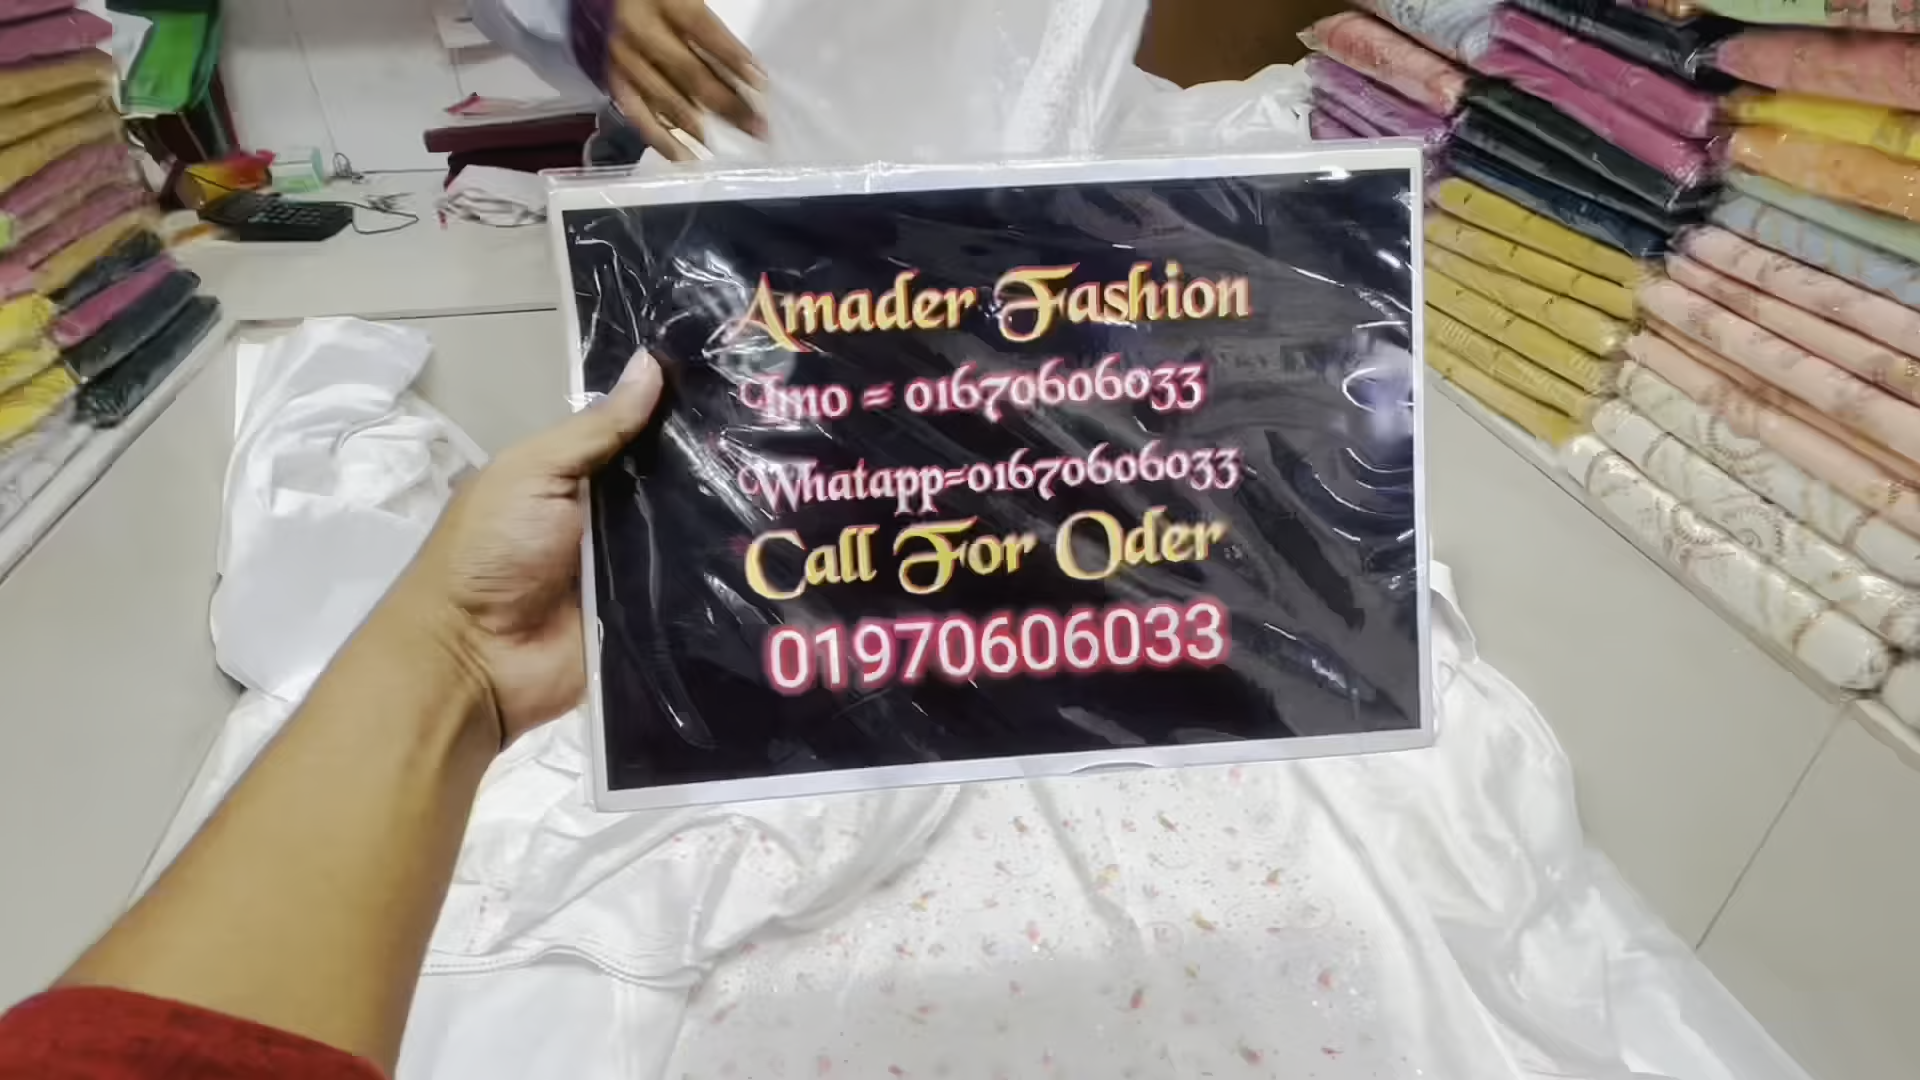 Amader Fashion
Imo = 01670606033
Whatapp=01670606033
Call For Oder
01970606033